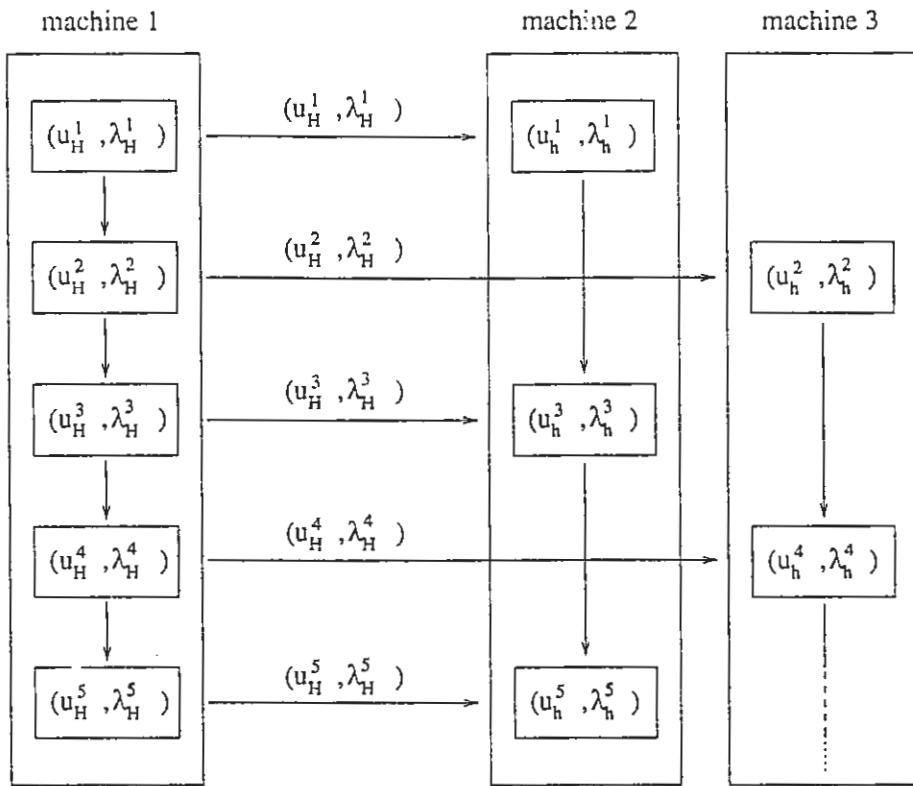 machine 1 machine 2 machine 3
(u_H^1 ,λ_H^1 ) (u_H^1 ,λ_H^1 ) (u_h^1 ,λ_h^1 )
(u_H^2 ,λ_H^2 ) (u_H^2 ,λ_H^2 ) (u_h^2 ,λ_h^2 )
(u_H^3 ,λ_H^3 ) (u_H^3 ,λ_H^3 ) (u_h^3 ,λ_h^3 )
(u_H^4 ,λ_H^4 ) (u_H^4 ,λ_H^4 ) (u_h^4 ,λ_h^4 )
(u_H^5 ,λ_H^5 ) (u_H^5 ,λ_H^5 ) (u_h^5 ,λ_h^5 )